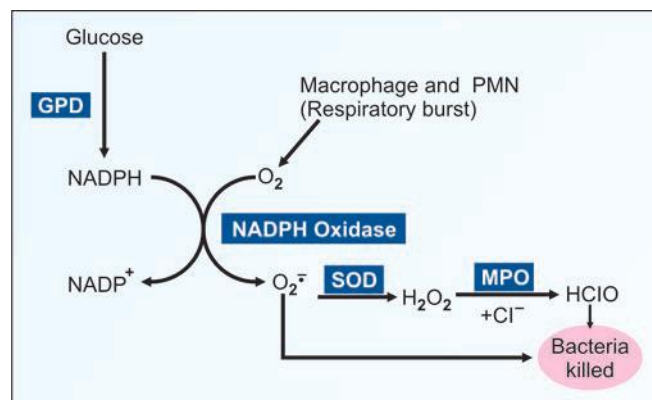 Glucose
GPD
Macrophage and PMN
(Respiratory burst)
NADPH
O₂
NADPH Oxidase
NADP⁺
O₂⁻•
SOD
H₂O₂
MPO
+Cl⁻
HClO
Bacteria
killed